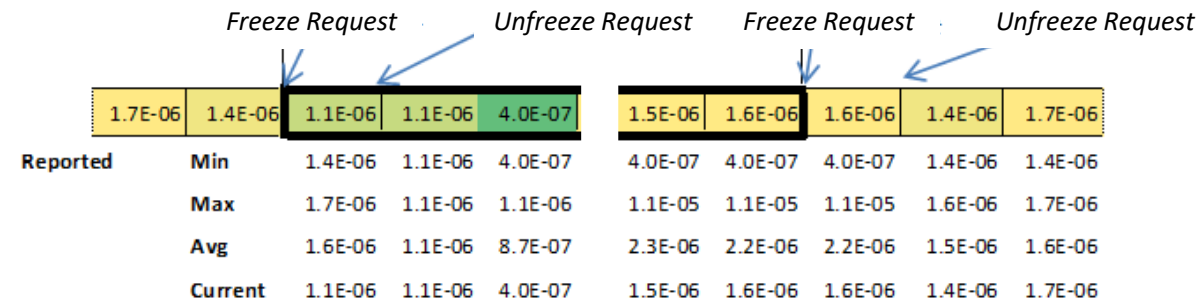 Freeze Request Unfreeze Request Freeze Request Unfreeze Request
1.7E-06 1.4E-06 1.1E-06 1.1E-06 4.0E-07 1.5E-06 1.6E-06 1.6E-06 1.4E-06 1.7E-06
Reported Min 1.4E-06 1.1E-06 4.0E-07 4.0E-07 4.0E-07 4.0E-07 1.4E-06 1.4E-06
Max 1.7E-06 1.1E-06 1.1E-06 1.1E-05 1.1E-05 1.1E-05 1.6E-06 1.7E-06
Avg 1.6E-06 1.1E-06 8.7E-07 2.3E-06 2.2E-06 2.2E-06 1.5E-06 1.6E-06
Current 1.1E-06 1.1E-06 4.0E-07 1.5E-06 1.6E-06 1.6E-06 1.4E-06 1.7E-06